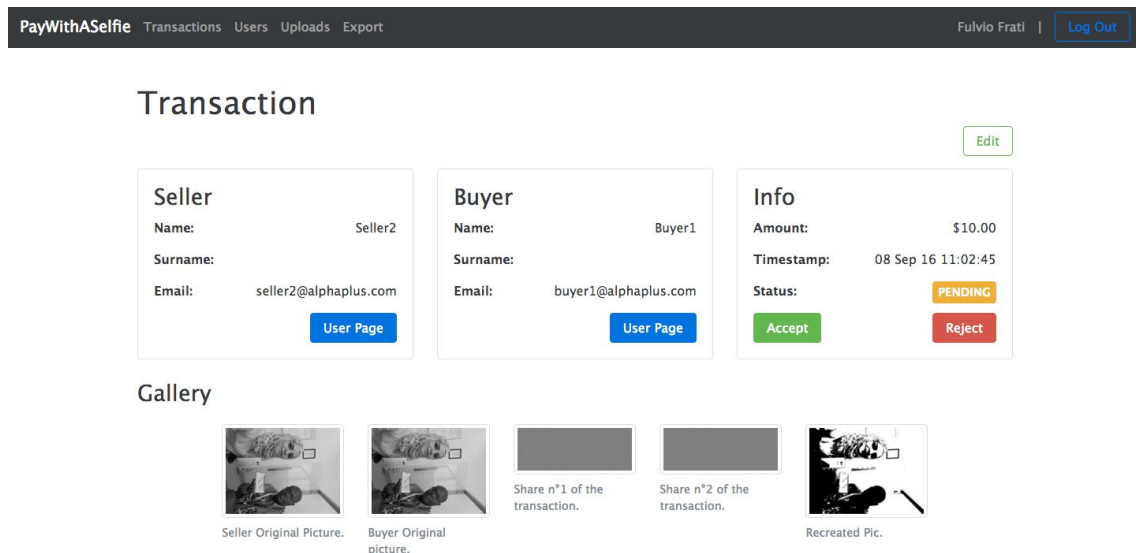 PayWithASelfie Transactions Users Uploads Export Fulvio Frati | Log Out
Transaction
Edit
Seller
Name: Seller2
Surname:
Email: seller2@alphaplus.com
User Page
Buyer
Name: Buyer1
Surname:
Email: buyer1@alphaplus.com
User Page
Info
Amount: $10.00
Timestamp: 08 Sep 16 11:02:45
Status: PENDING
Accept Reject
Gallery
Seller Original Picture.
Buyer Original
picture.
Share n°1 of the
transaction.
Share n°2 of the
transaction.
Recreated Pic.